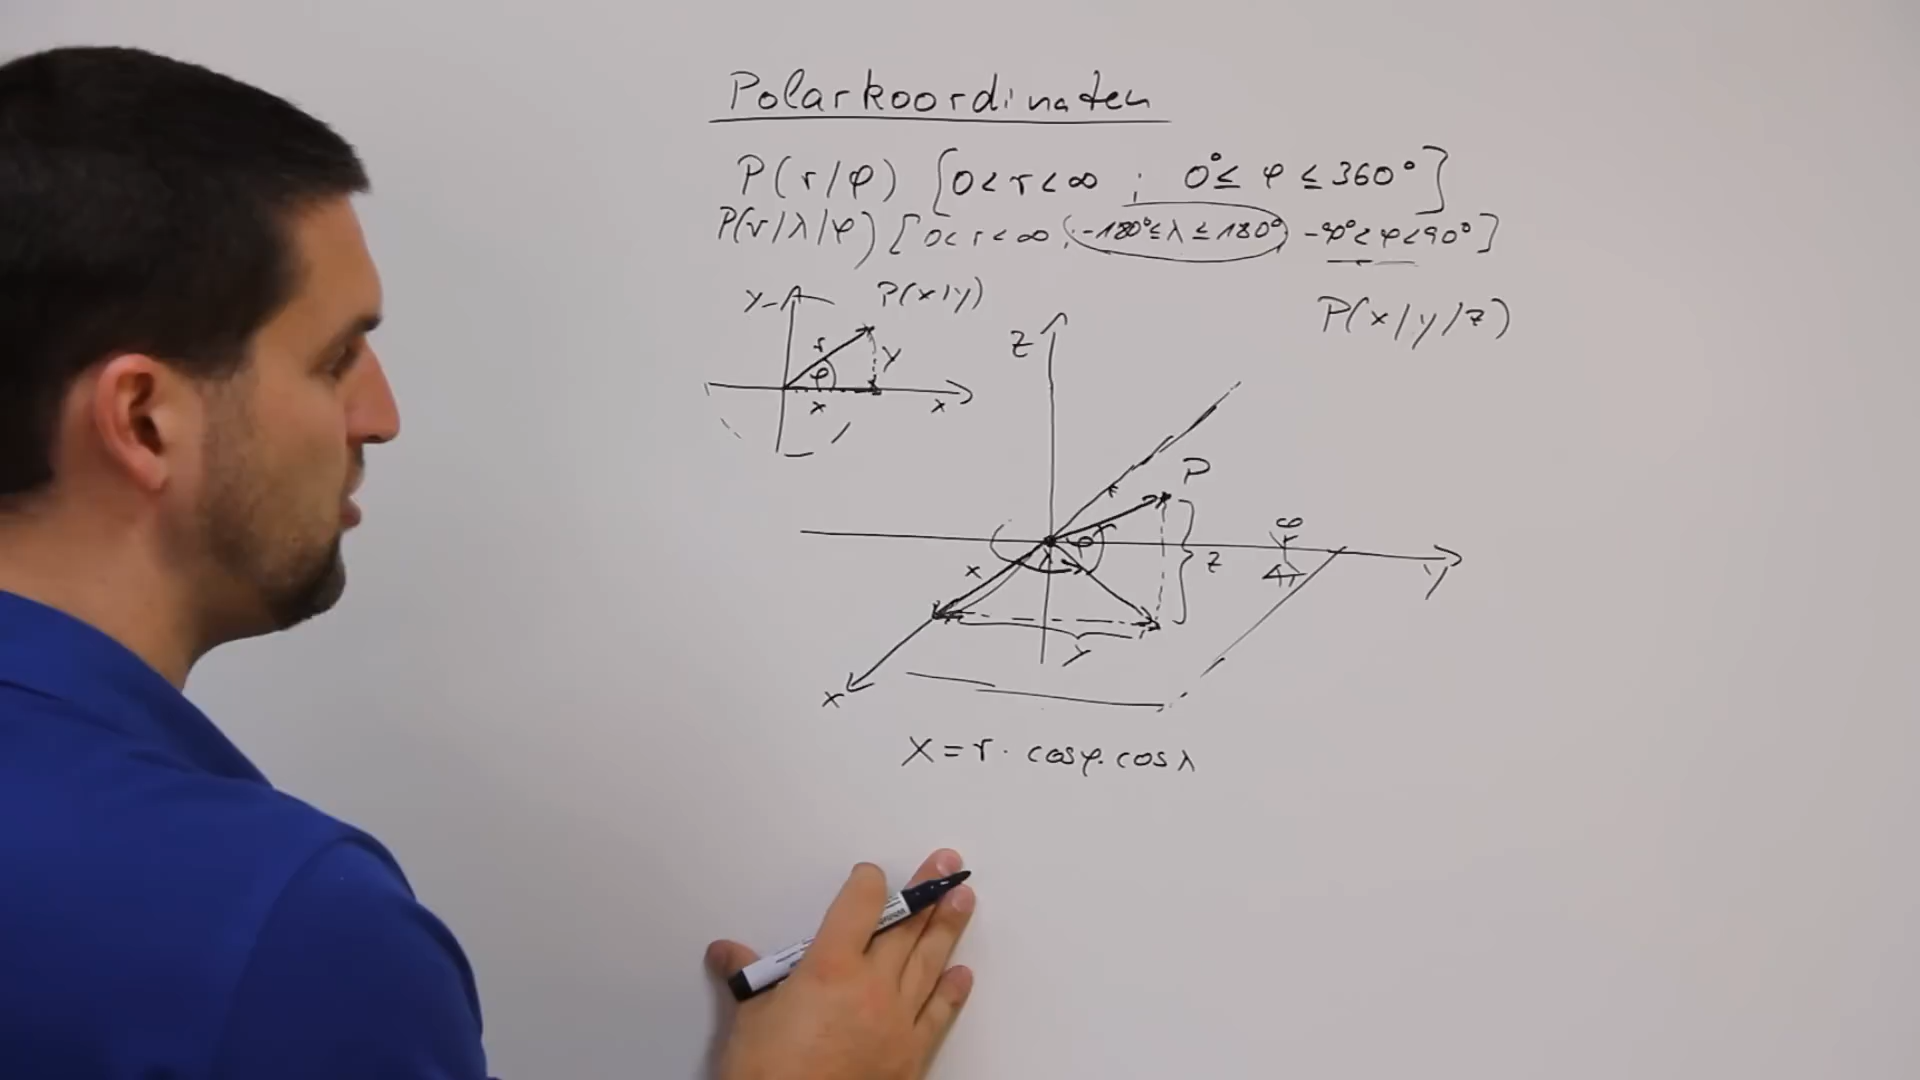 Polarkoordinaten
P(r/φ) [0<r<∞ ; 0°≤ φ ≤360°]
P(r/λ/φ) [0<r<∞ ; -180°≤λ≤180° -90°<φ<90°]
y P(x/y)
P(x/y/z)
r y
φ
x x
z
P
r
φ
λ
x z y
y
x
X = r · cosφ · cosλ